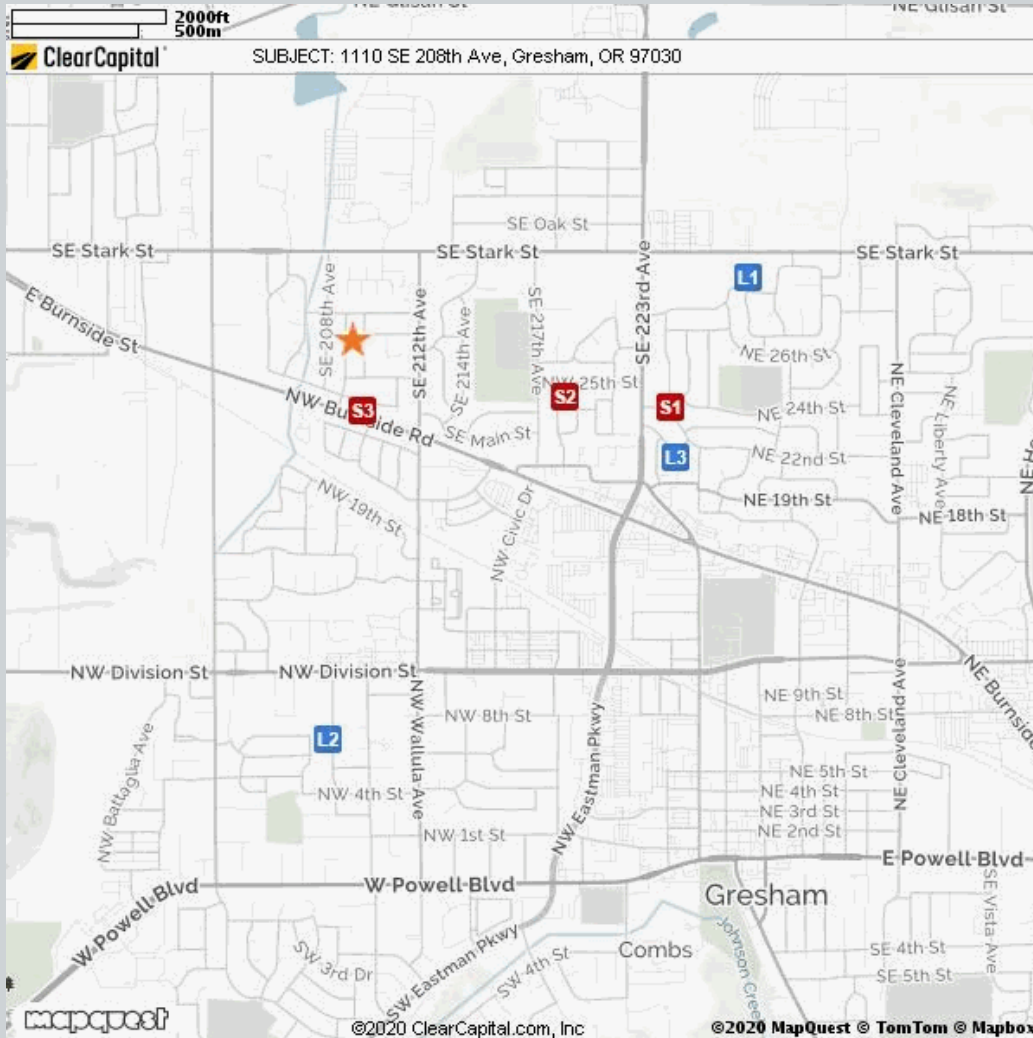 NE Glisan St
NE Glisan St
2000ft
500m
ClearCapital
SUBJECT: 1110 SE 208th Ave, Gresham, OR 97030
SE Oak St
SE Stark St
SE Stark St
SE Stark St
E Burnside St
SE 208th Ave
SE 212th Ave
SE 214th Ave
SE 217th Ave
SE 223rd Ave
L1
NE 26th St
NW 25th St
S3
S2
S1
NE 24th St
NW Burnside Rd
SE Main St
L3
NE 22nd St
NE Cleveland Ave
NE Liberty Ave
NE 19th St
NE 18th St
NW 19th St
NW Civic Dr
NW Division St
NW Division St
NE Burnside
NW Wallula Ave
NW 8th St
NE 9th St
NE 8th St
NE Cleveland Ave
L2
NW Battaglia Ave
NW Eastman Pkwy
NE 5th St
NW 4th St
NE 4th St
NE 3rd St
NE 2nd St
NW 1st St
E Powell Blvd
W Powell Blvd
W Powell Blvd
Gresham
SE Vista Ave
SW Eastman Pkwy
SW 3rd Dr
SW 4th St
Combs
Johnson Creek
SE 4th St
SE 5th St
mapquest
©2020 ClearCapital.com, Inc
©2020 MapQuest © TomTom © Mapbox